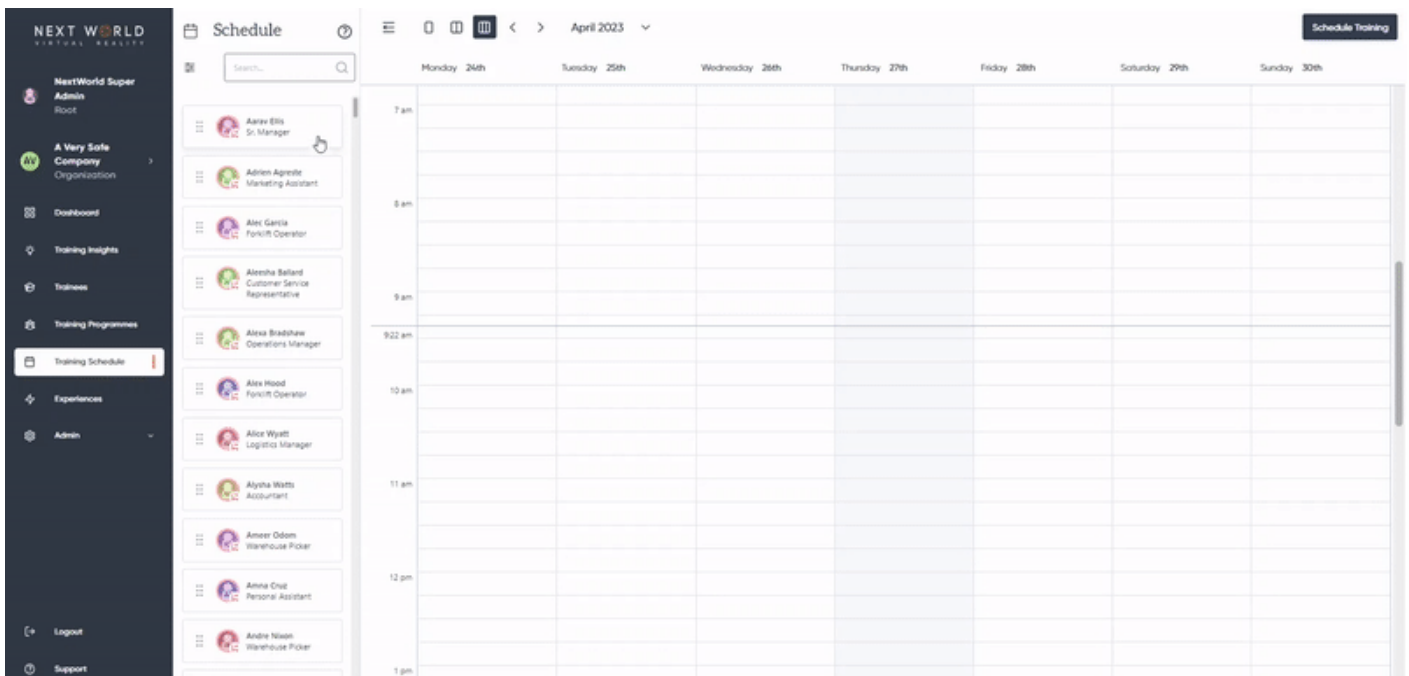 NEXT WORLD
VIRTUAL REALITY
NextWorld Super
Admin
Root
AV
A Very Safe
Company
Organization
Dashboard
Training Insights
Trainees
Training Programmes
Training Schedule
Experiences
Admin
Logout
Support
Schedule
Search...
Aarav Ellis
Sr. Manager
Adrien Agreste
Marketing Assistant
Alec Garcia
Forklift Operator
Aleesha Ballard
Customer Service
Representative
Alexa Bradshaw
Operations Manager
Alex Hood
Forklift Operator
Alice Wyatt
Logistics Manager
Alysha Watts
Accountant
Ameer Odom
Warehouse Picker
Amna Cruz
Personal Assistant
Andre Nixon
Warehouse Picker
April 2023
Schedule Training
Monday 24th
Tuesday 25th
Wednesday 26th
Thursday 27th
Friday 28th
Saturday 29th
Sunday 30th
7 am
8 am
9 am
9:22 am
10 am
11 am
12 pm
1 pm